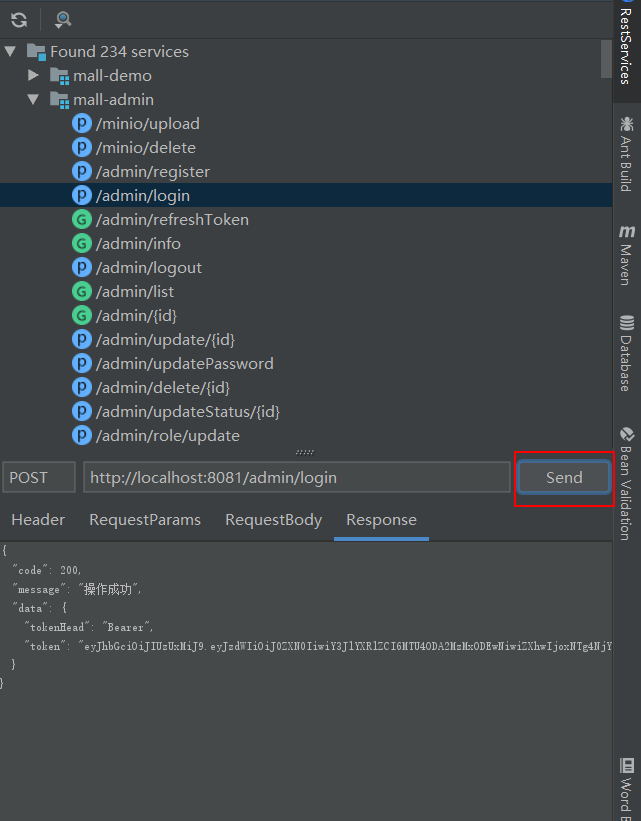 Found 234 services
mall-demo
mall-admin
P /minio/upload
P /minio/delete
P /admin/register
P /admin/login
G /admin/refreshToken
G /admin/info
P /admin/logout
G /admin/list
G /admin/{id}
P /admin/update/{id}
P /admin/updatePassword
P /admin/delete/{id}
P /admin/updateStatus/{id}
P /admin/role/update
POST http://localhost:8081/admin/login Send
Header RequestParams RequestBody Response
{
"code": 200,
"message": "操作成功",
"data": {
"tokenHead": "Bearer",
"token": "eyJhbGciOiJIUzUxMiJ9.eyJzdWIiOiJ0ZXN0IiwiY3JlYXRlZCI6MTU4ODA2MzMxODEwNiwiZXhwIjoxNTg4NjY
}
}
RestServices
Ant Build
Maven
Database
Bean Validation
Word B